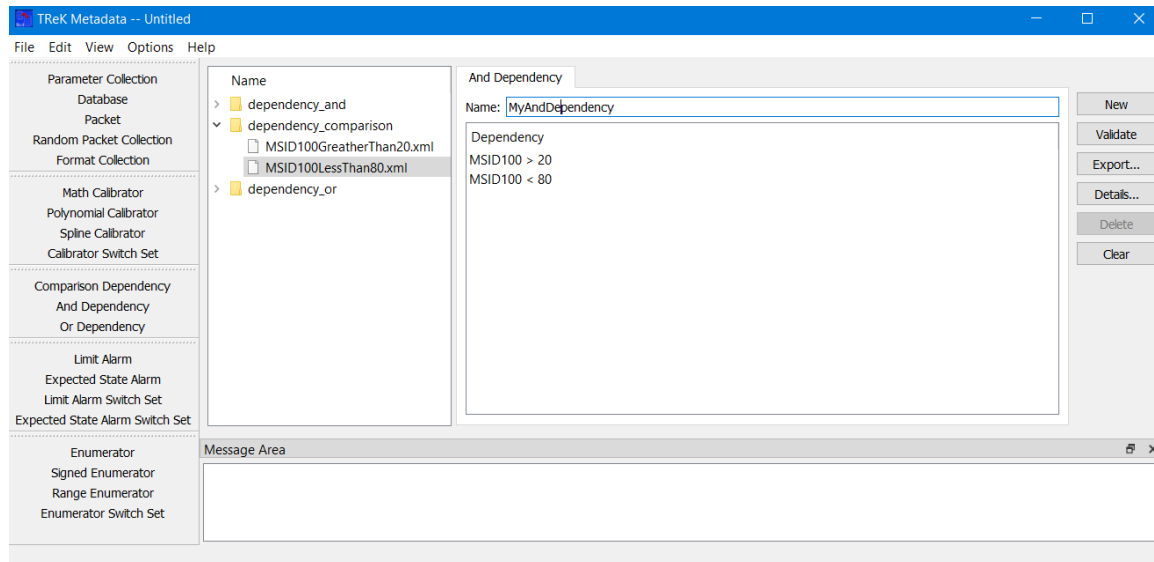 TReK Metadata -- Untitled
File Edit View Options Help
Parameter Collection
Database
Packet
Random Packet Collection
Format Collection
Math Calibrator
Polynomial Calibrator
Spline Calibrator
Calibrator Switch Set
Comparison Dependency
And Dependency
Or Dependency
Limit Alarm
Expected State Alarm
Limit Alarm Switch Set
Expected State Alarm Switch Set
Enumerator
Signed Enumerator
Range Enumerator
Enumerator Switch Set
Name
dependency_and
dependency_comparison
MSID100GreatherThan20.xml
MSID100LessThan80.xml
dependency_or
And Dependency
Name: MyAndDependency
Dependency
MSID100 > 20
MSID100 < 80
New
Validate
Export...
Details...
Delete
Clear
Message Area